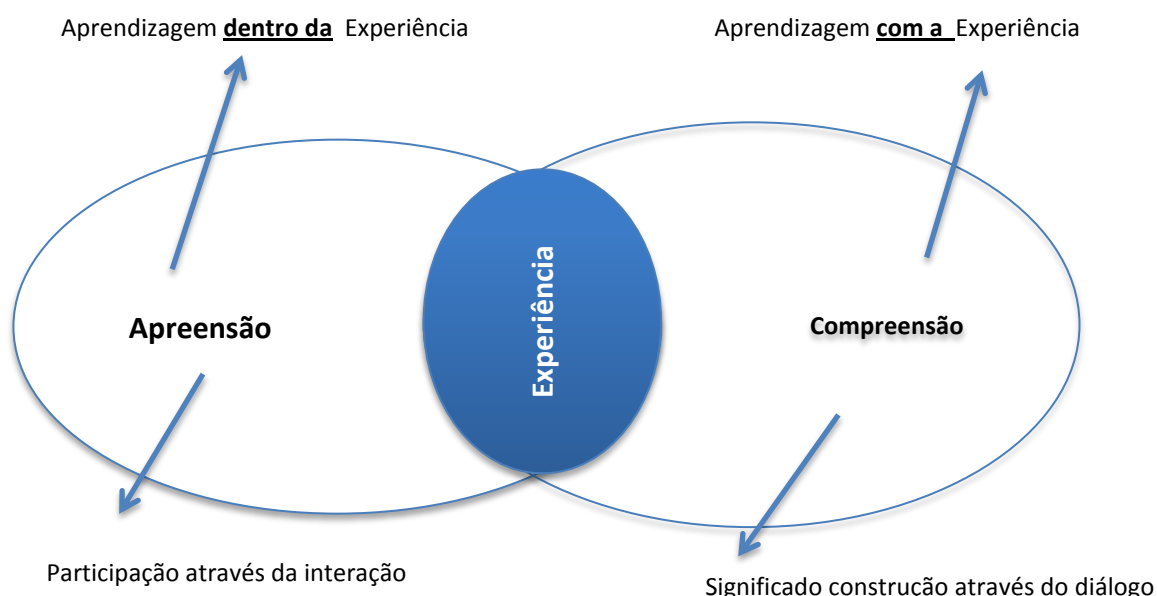 Aprendizagem dentro da Experiência
Aprendizagem com a Experiência
Apreensão
Experiência
Compreensão
Participação através da interação
Significado construção através do diálogo